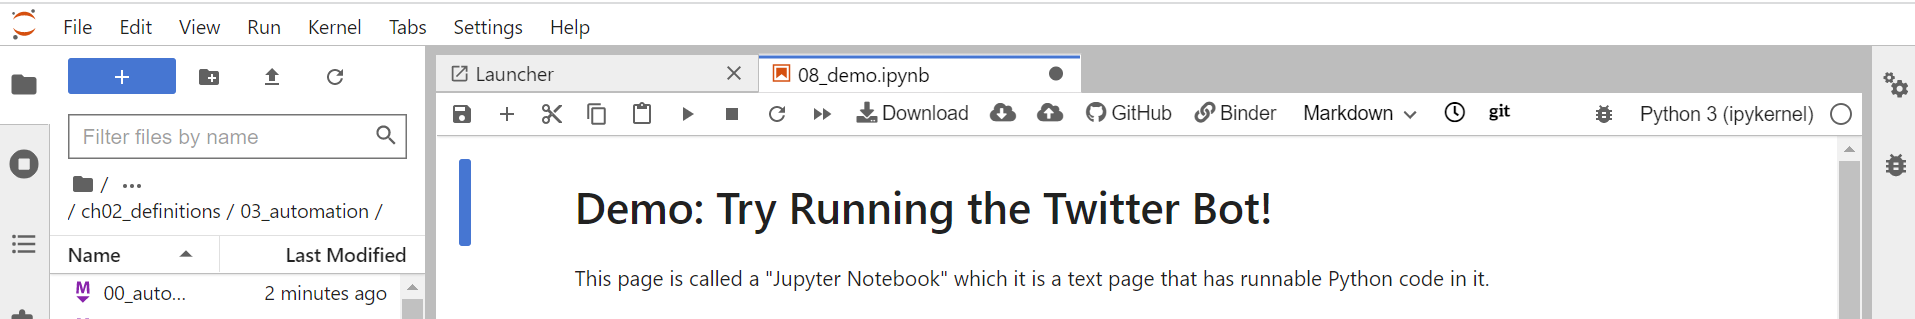 File Edit View Run Kernel Tabs Settings Help
Launcher
08_demo.ipynb
Download GitHub Binder Markdown git Python 3 (ipykernel)
Filter files by name
/ ...
/ ch02_definitions / 03_automation /
Name Last Modified
M 00_auto... 2 minutes ago
Demo: Try Running the Twitter Bot!
This page is called a "Jupyter Notebook" which it is a text page that has runnable Python code in it.